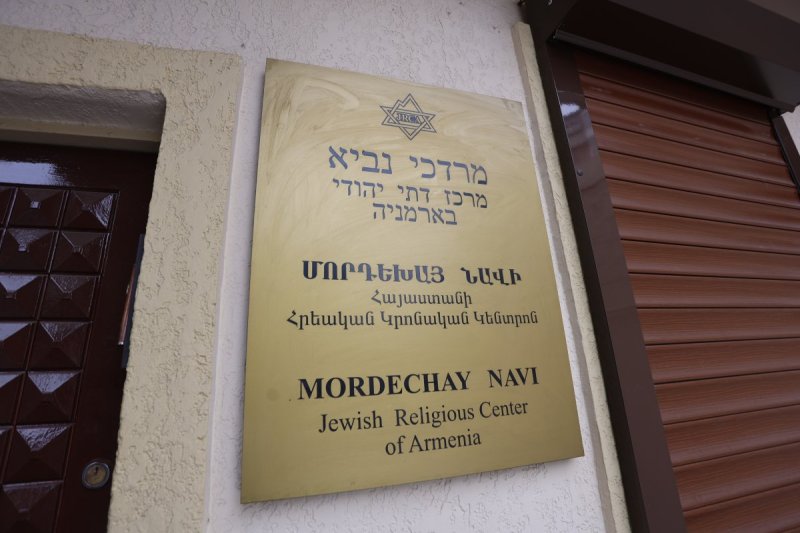 JRCA
מרדכי נביא
מרכז דתי יהודי
בארמניה
ՄՈՐԴԵԽԱՅ ՆԱՎԻ
Հայաստանի
Հրեական Կրոնական Կենտրոն
MORDECHAY NAVI
Jewish Religious Center
of Armenia